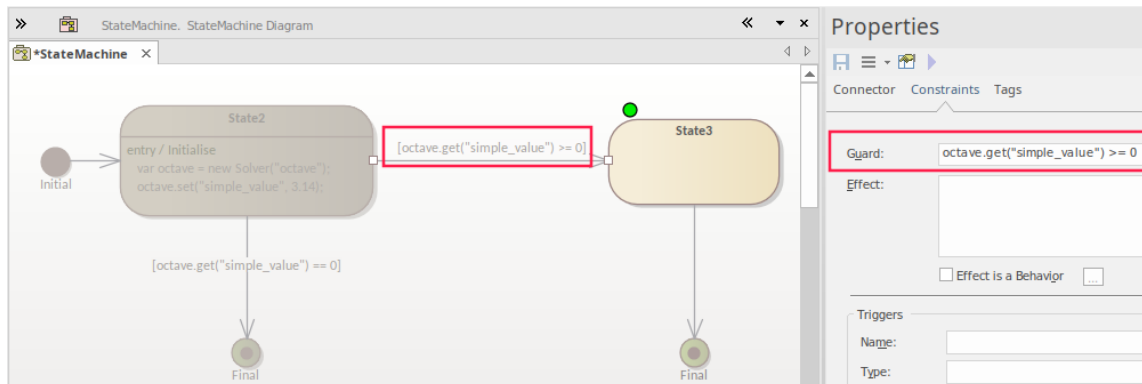 StateMachine. StateMachine Diagram
*StateMachine
State2
entry / Initialise
var octave = new Solver("octave");
octave.set("simple_value", 3.14);
Initial
[octave.get("simple_value") >= 0]
State3
[octave.get("simple_value") == 0]
Final
Final
Properties
Connector Constraints Tags
Guard: octave.get("simple_value") >= 0
Effect:
Effect is a Behavior ...
Triggers
Name:
Type: